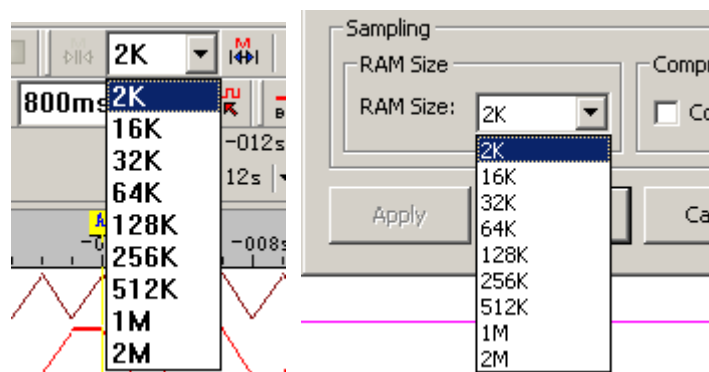 2K
M
800ms
2K
16K
32K
64K
128K
256K
512K
1M
2M
B
-012s
12s
A
-008s
Sampling
RAM Size
RAM Size:
2K
2K
16K
32K
64K
128K
256K
512K
1M
2M
Compr
Co
Apply
Ca